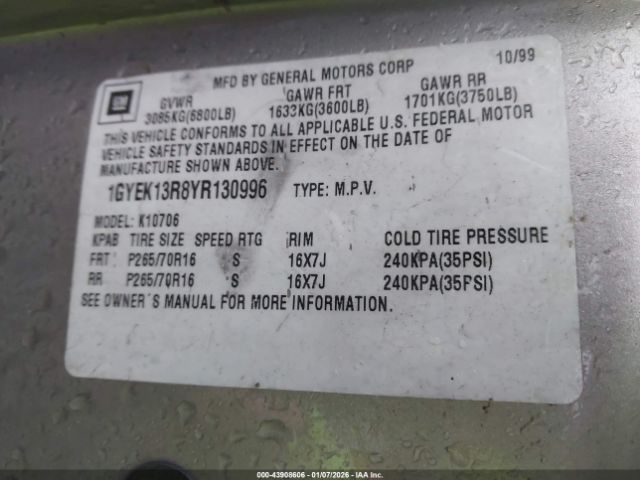 MFD BY GENERAL MOTORS CORP 10/99
GM
GVWR GAWR FRT GAWR RR
3085KG(6800LB) 1633KG(3600LB) 1701KG(3750LB)
THIS VEHICLE CONFORMS TO ALL APPLICABLE U.S. FEDERAL MOTOR
VEHICLE SAFETY STANDARDS IN EFFECT ON THE DATE OF
MANUFACTURE SHOWN ABOVE.
1GYEK13R8YR130996 TYPE: M.P.V.
MODEL: K10706
KPAB TIRE SIZE SPEED RTG RIM COLD TIRE PRESSURE
FRT P265/70R16 S 16X7J 240KPA(35PSI)
RR P265/70R16 S 16X7J 240KPA(35PSI)
SEE OWNER'S MANUAL FOR MORE INFORMATION.
000-43908606 - 01/07/2026 - IAAI.COM